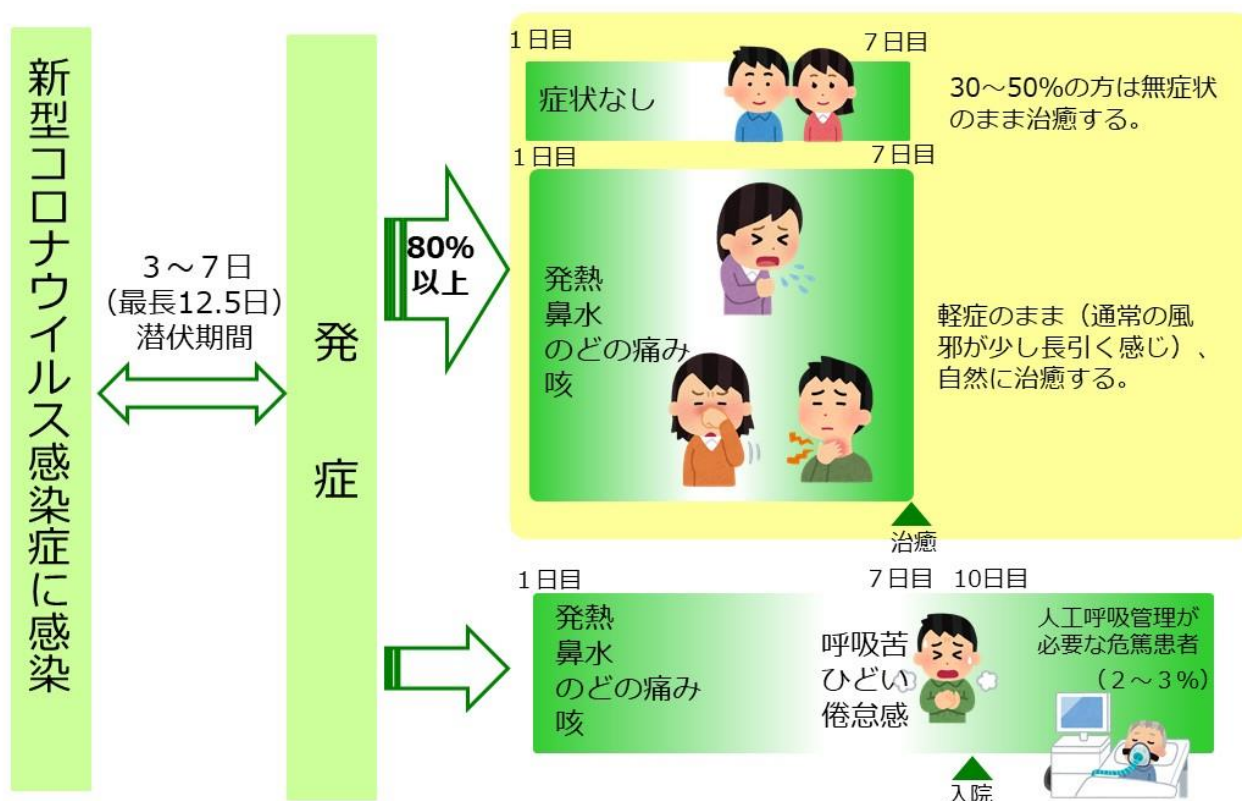 新型コロナウイルス感染症に感染
3～7日
（最長12.5日）
潜伏期間
発症
80%
以上
1日目
7日目
症状なし
30～50%の方は無症状
のまま治癒する。
1日目
7日目
発熱
鼻水
のどの痛み
咳
軽症のまま（通常の風
邪が少し長引く感じ）、
自然に治癒する。
治癒
1日目
7日目
10日目
発熱
鼻水
のどの痛み
咳
呼吸苦
ひどい
倦怠感
人工呼吸管理が
必要な危篤患者
（2～3%）
入院